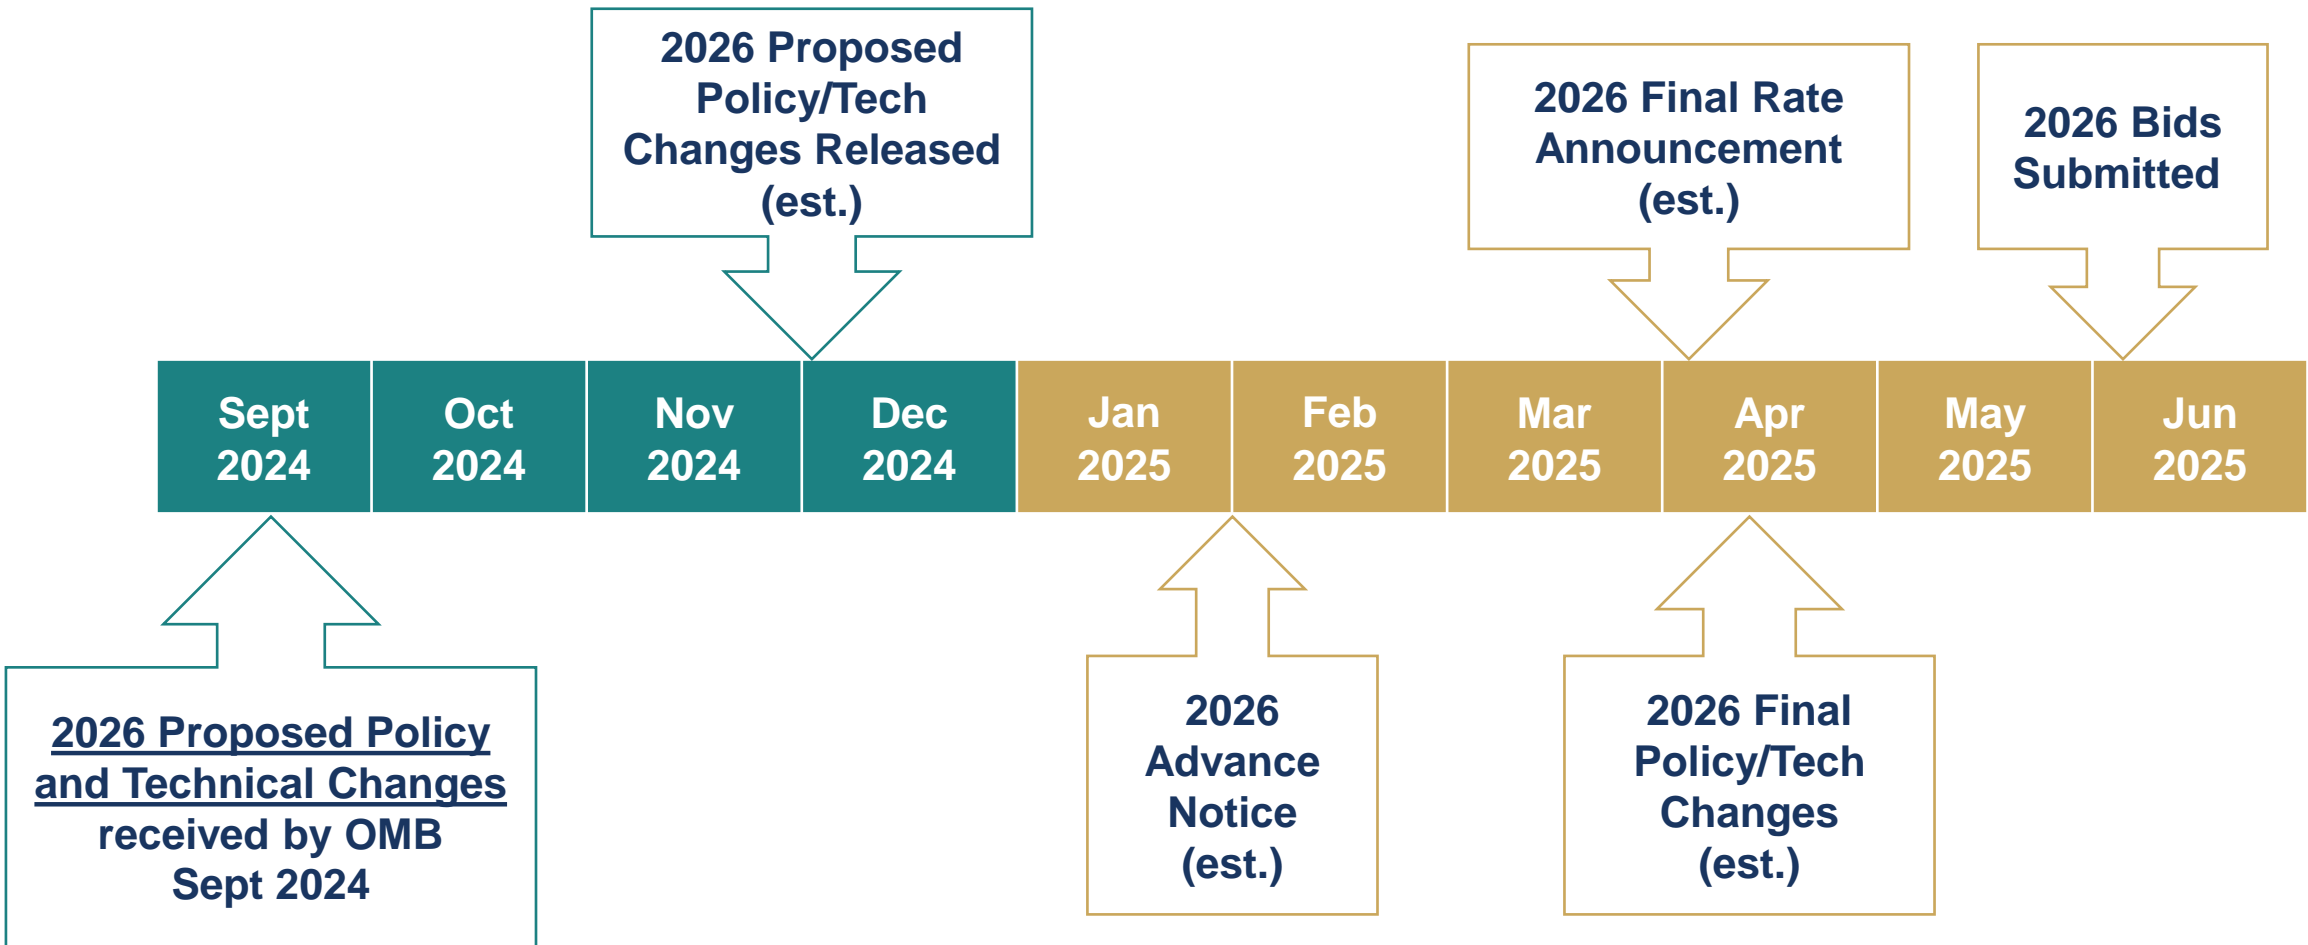 2026 Proposed
Policy/Tech
Changes Released
(est.)
2026 Final Rate
Announcement
(est.)
2026 Bids
Submitted
Sept
2024
Oct
2024
Nov
2024
Dec
2024
Jan
2025
Feb
2025
Mar
2025
Apr
2025
May
2025
Jun
2025
2026 Proposed Policy
and Technical Changes
received by OMB
Sept 2024
2026
Advance
Notice
(est.)
2026 Final
Policy/Tech
Changes
(est.)